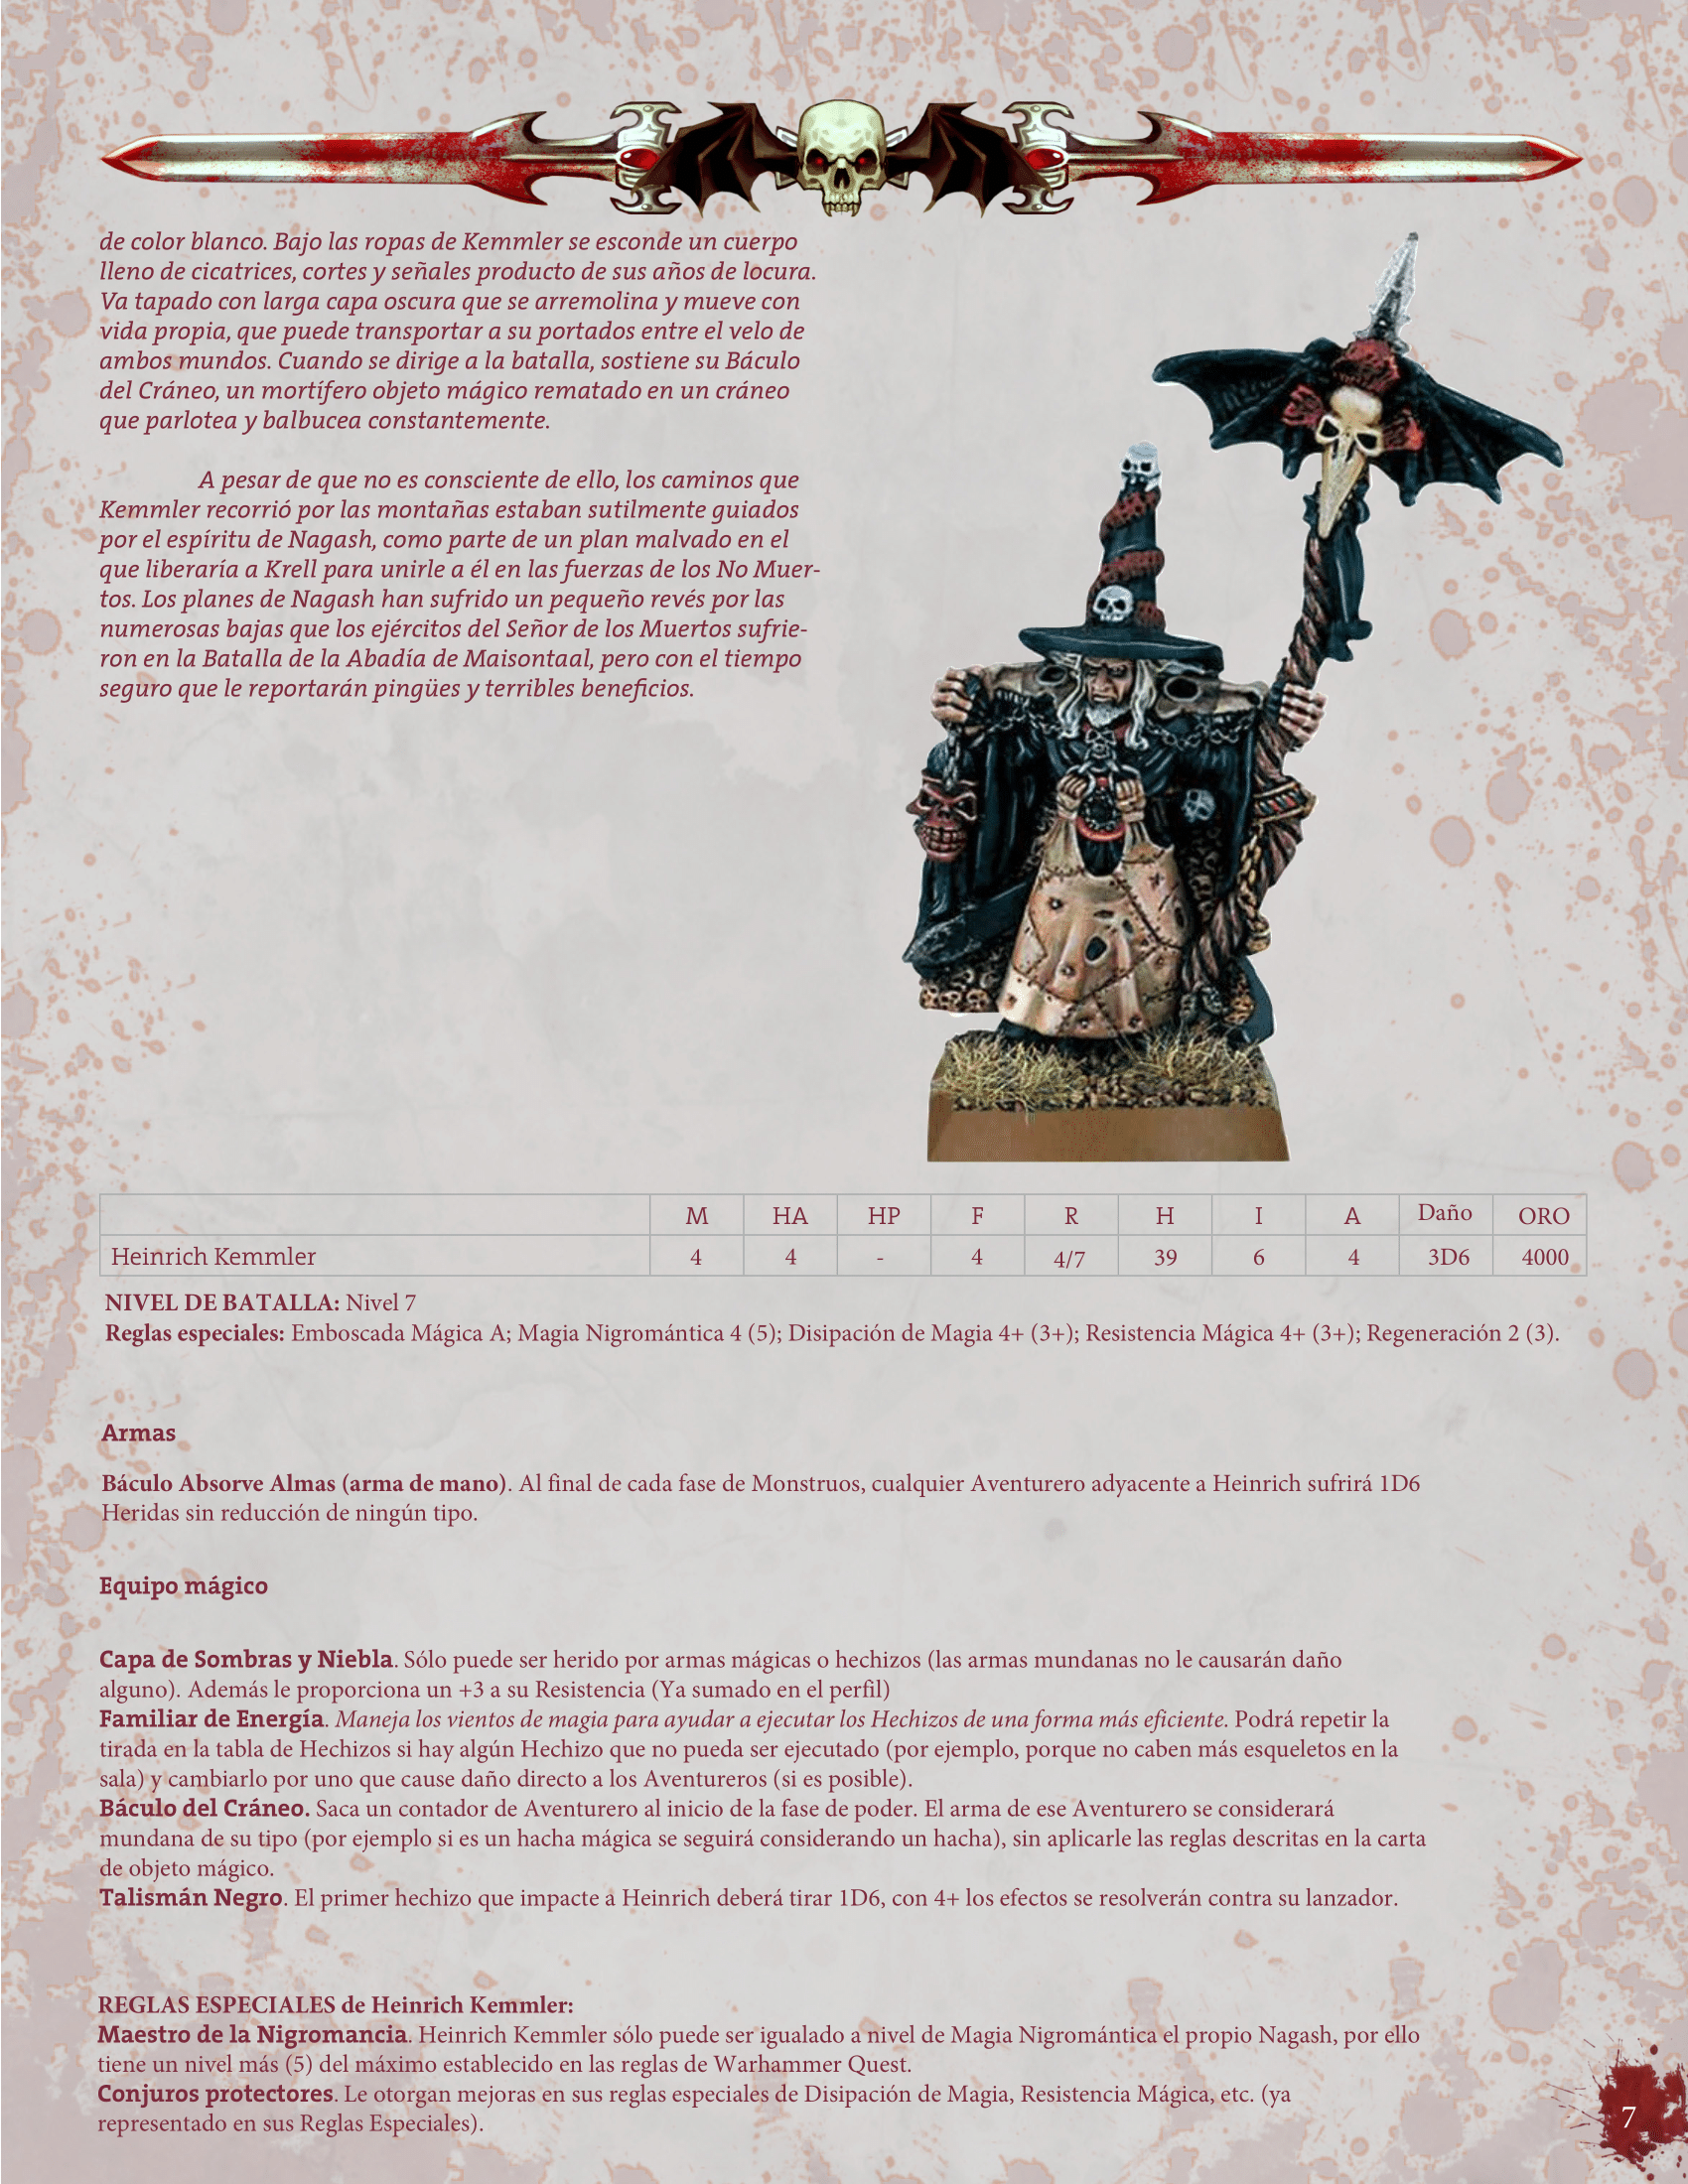 de color blanco. Bajo las ropas de Kemmler se esconde un cuerpo
lleno de cicatrices, cortes y señales producto de sus años de locura.
Va tapado con larga capa oscura que se arremolina y mueve con
vida propia, que puede transportar a su portados entre el velo de
ambos mundos. Cuando se dirige a la batalla, sostiene su Báculo
del Cráneo, un mortífero objeto mágico rematado en un cráneo
que parlotea y balbucea constantemente.
A pesar de que no es consciente de ello, los caminos que
Kemmler recorrió por las montañas estaban sutilmente guiados
por el espíritu de Nagash, como parte de un plan malvado en el
que liberaría a Krell para unirle a él en las fuerzas de los No Muer-
tos. Los planes de Nagash han sufrido un pequeño revés por las
numerosas bajas que los ejércitos del Señor de los Muertos sufrie-
ron en la Batalla de la Abadía de Maisontaal, pero con el tiempo
seguro que le reportarán pingües y terribles beneficios.
M HA HP F R H I A Daño ORO
Heinrich Kemmler 4 4 - 4 4/7 39 6 4 3D6 4000
NIVEL DE BATALLA: Nivel 7
Reglas especiales: Emboscada Mágica A; Magia Nigromántica 4 (5); Disipación de Magia 4+ (3+); Resistencia Mágica 4+ (3+); Regeneración 2 (3).
Armas
Báculo Absorve Almas (arma de mano). Al final de cada fase de Monstruos, cualquier Aventurero adyacente a Heinrich sufrirá 1D6
Heridas sin reducción de ningún tipo.
Equipo mágico
Capa de Sombras y Niebla. Sólo puede ser herido por armas mágicas o hechizos (las armas mundanas no le causarán daño
alguno). Además le proporciona un +3 a su Resistencia (Ya sumado en el perfil)
Familiar de Energía. Maneja los vientos de magia para ayudar a ejecutar los Hechizos de una forma más eficiente. Podrá repetir la
tirada en la tabla de Hechizos si hay algún Hechizo que no pueda ser ejecutado (por ejemplo, porque no caben más esqueletos en la
sala) y cambiarlo por uno que cause daño directo a los Aventureros (si es posible).
Báculo del Cráneo. Saca un contador de Aventurero al inicio de la fase de poder. El arma de ese Aventurero se considerará
mundana de su tipo (por ejemplo si es un hacha mágica se seguirá considerando un hacha), sin aplicarle las reglas descritas en la carta
de objeto mágico.
Talismán Negro. El primer hechizo que impacte a Heinrich deberá tirar 1D6, con 4+ los efectos se resolverán contra su lanzador.
REGLAS ESPECIALES de Heinrich Kemmler:
Maestro de la Nigromancia. Heinrich Kemmler sólo puede ser igualado a nivel de Magia Nigromántica el propio Nagash, por ello
tiene un nivel más (5) del máximo establecido en las reglas de Warhammer Quest.
Conjuros protectores. Le otorgan mejoras en sus reglas especiales de Disipación de Magia, Resistencia Mágica, etc. (ya
representado en sus Reglas Especiales).
7